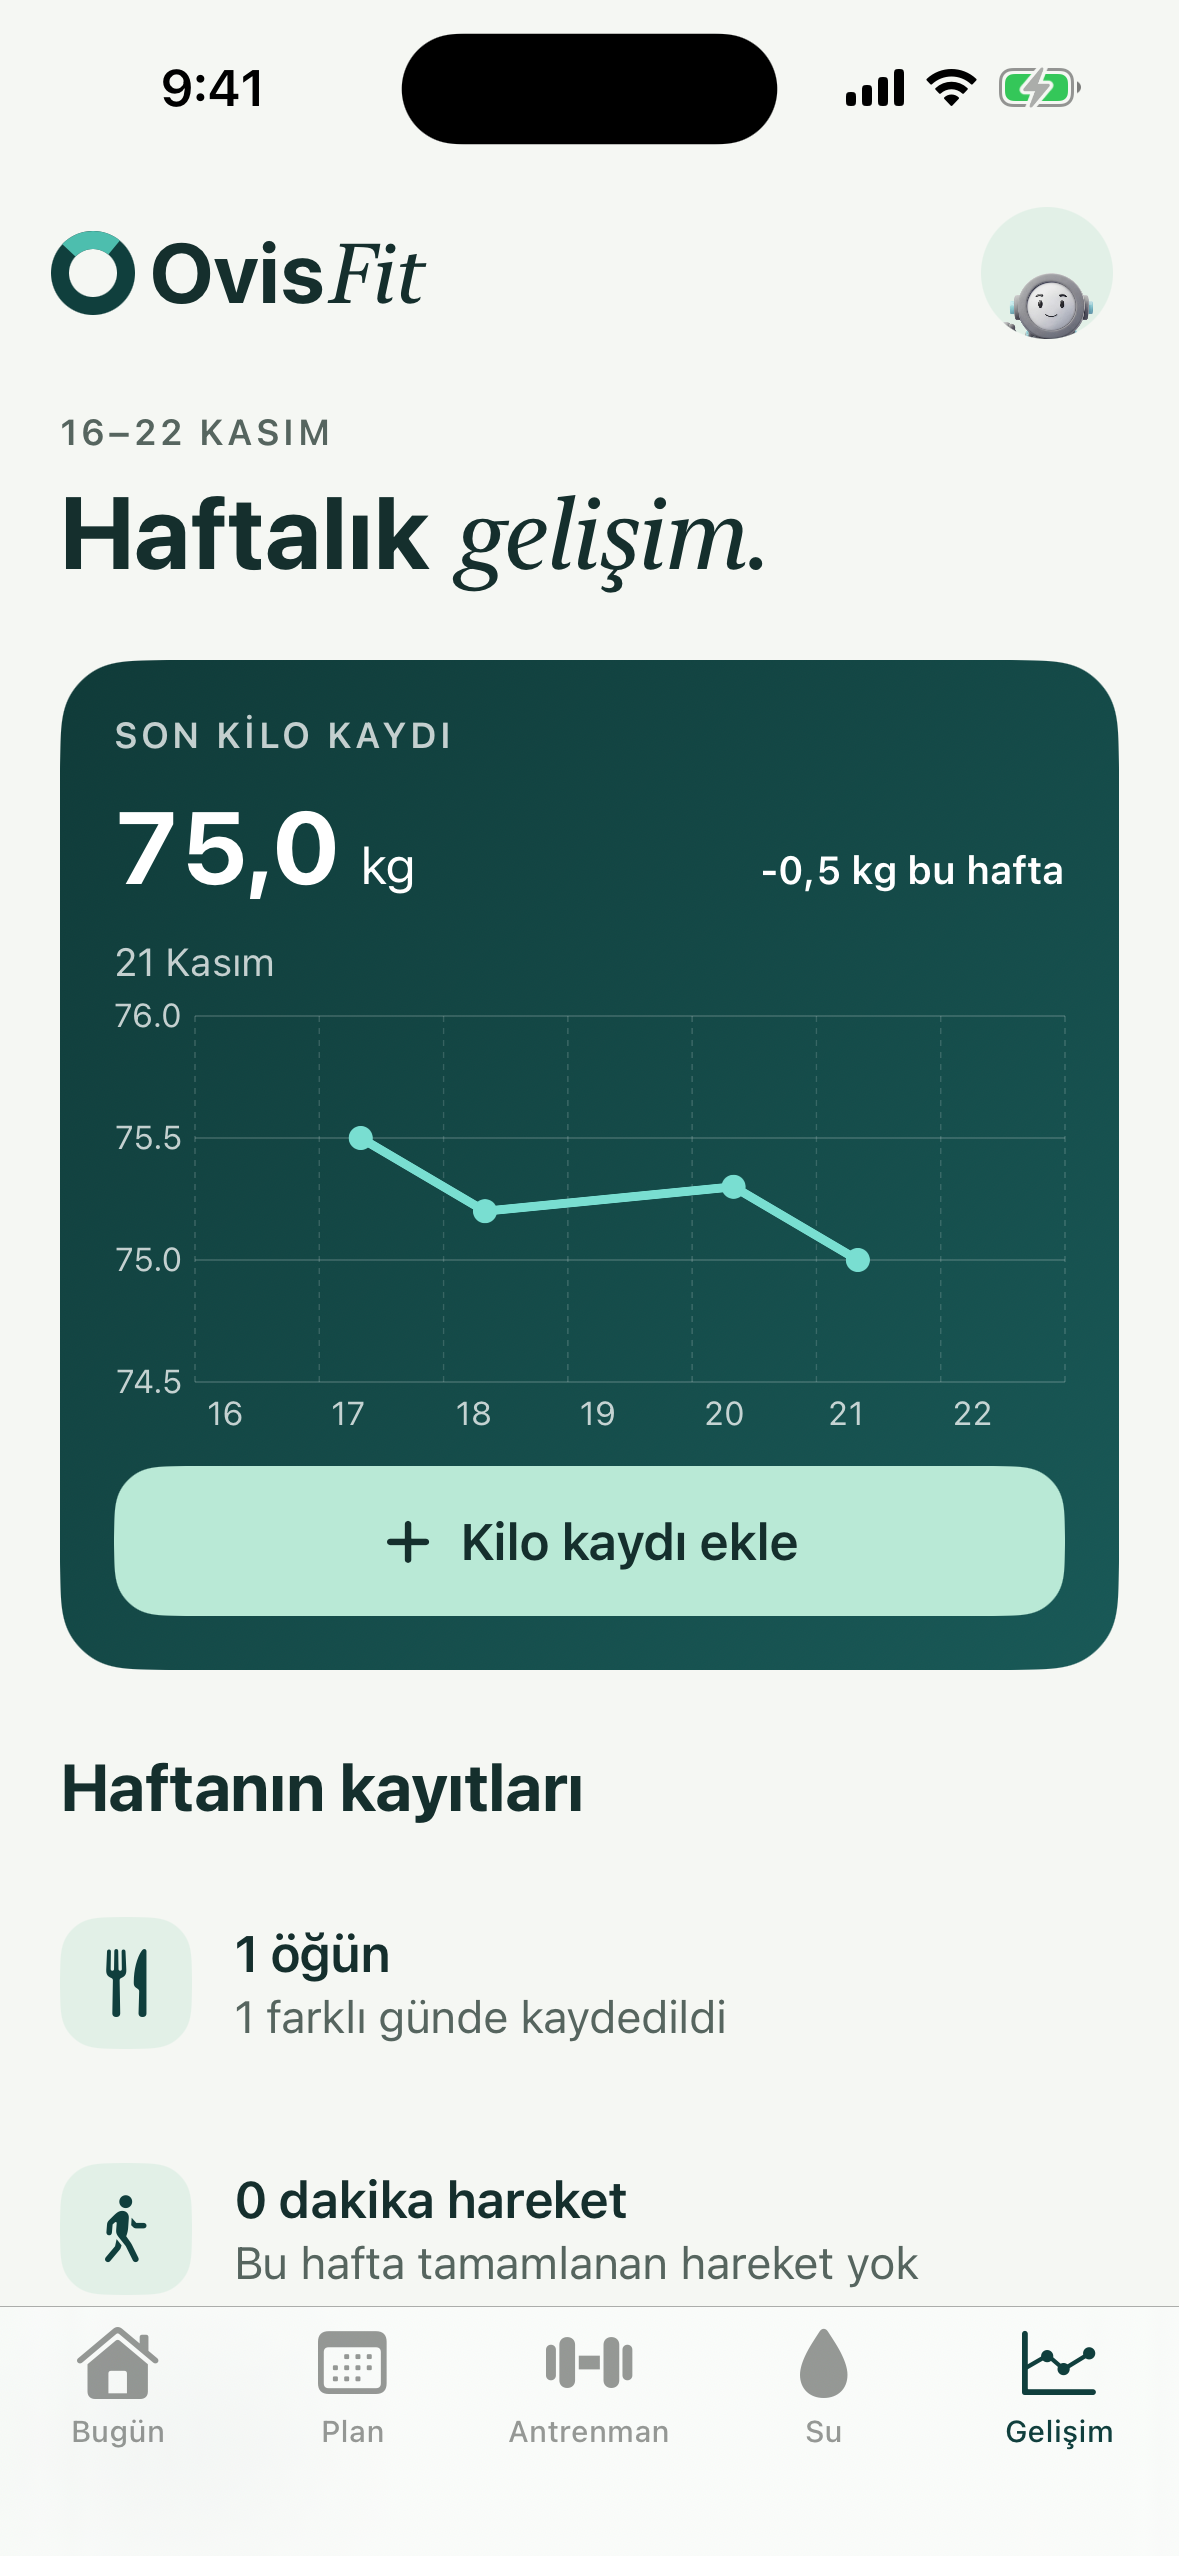 9:41
OvisFit
16–22 KASIM
Haftalık gelişim.
SON KİLO KAYDI
75,0 kg
-0,5 kg bu hafta
21 Kasım
76.0
75.5
75.0
74.5
16 17 18 19 20 21 22
+ Kilo kaydı ekle
Haftanın kayıtları
1 öğün
1 farklı günde kaydedildi
0 dakika hareket
Bu hafta tamamlanan hareket yok
Bugün Plan Antrenman Su Gelişim